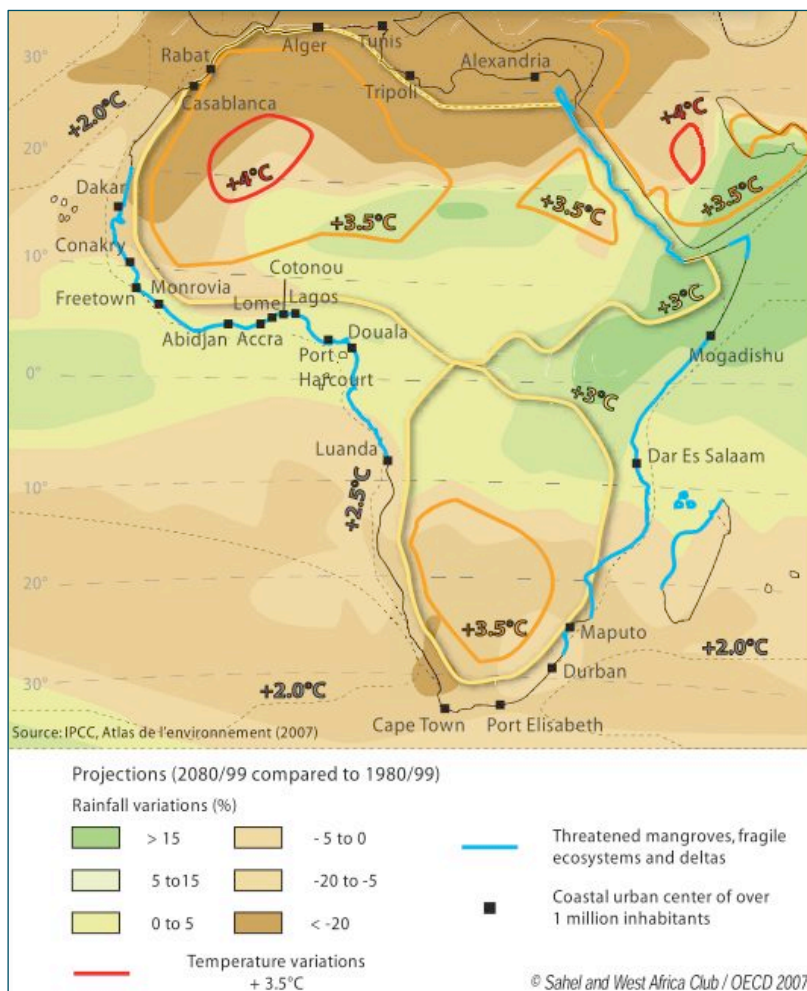 30°
20°
10°
0°
10°
20°
30°
Rabat
Casablanca
Alger
Tunis
Tripoli
Alexandria
+2.0°C
+4°C
+4°C
+3.5°C
+3.5°C
+3.5°C
Dakar
Conakry
Freetown
Monrovia
Abidjan
Accra
Lome
Cotonou
Lagos
Port
Harcourt
Douala
+3°C
Mogadishu
+3°C
Luanda
+2.5°C
Dar Es Salaam
+3.5°C
Maputo
+2.0°C
Durban
+2.0°C
Cape Town
Port Elisabeth
Source: IPCC, Atlas de l'environnement (2007)
Projections (2080/99 compared to 1980/99)
Rainfall variations (%)
> 15
- 5 to 0
5 to15
-20 to -5
0 to 5
< -20
Threatened mangroves, fragile
ecosystems and deltas
Coastal urban center of over
1 million inhabitants
Temperature variations
+ 3.5°C
© Sahel and West Africa Club / OECD 2007